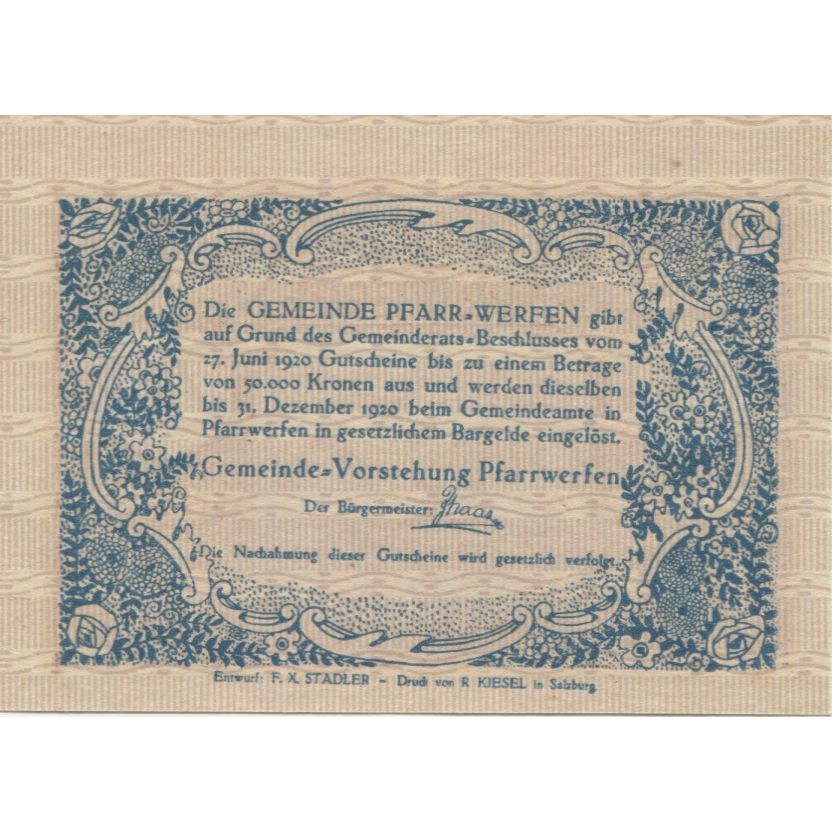 Die GEMEINDE PFARR=WERFEN gibt
auf Grund des Gemeinderats=Beschlusses vom
27. Juni 1920 Gutscheine bis zu einem Betrage
von 50.000 Kronen aus und werden dieselben
bis 31. Dezember 1920 beim Gemeindeamte in
Pfarrwerfen in gesetzlichem Bargelde eingelöst.
Gemeinde=Vorstehung Pfarrwerfen
Der Bürgermeister: Jhaas
Die Nachahmung dieser Gutscheine wird gesetzlich verfolgt.
Entwurf: F. X. STADLER – Druck von R. KIESEL in Salzburg.